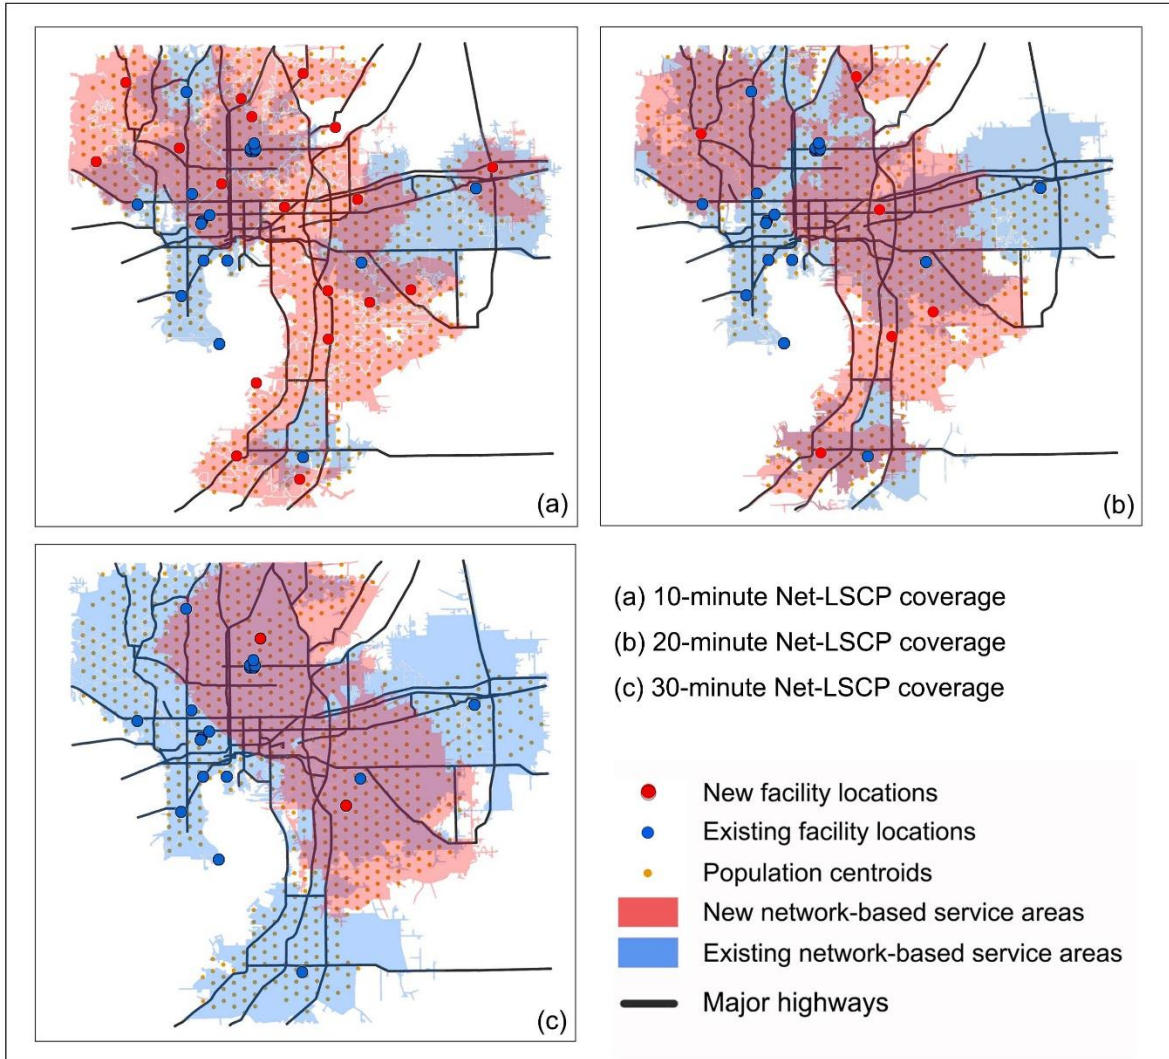 (a)
(b)
(c)
(a) 10-minute Net-LSCP coverage
(b) 20-minute Net-LSCP coverage
(c) 30-minute Net-LSCP coverage
New facility locations
Existing facility locations
Population centroids
New network-based service areas
Existing network-based service areas
Major highways